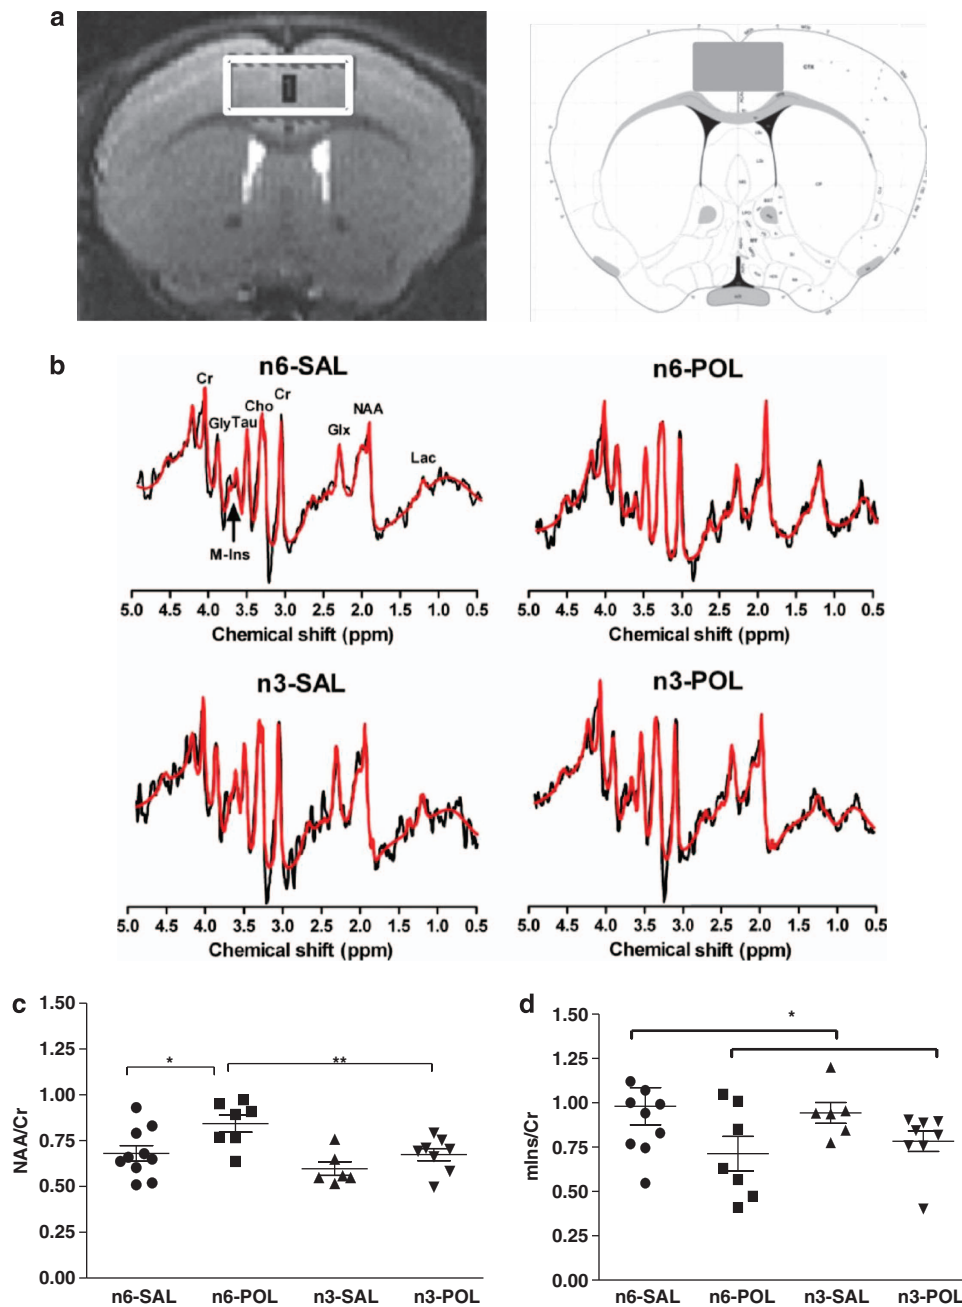 a
CTX
CP
b
n6-SAL
n6-POL
Cr
Gly
Tau
Cho
Cr
Glx
NAA
Lac
M-Ins
5.0 4.5 4.0 3.5 3.0 2.5 2.0 1.5 1.0 0.5
Chemical shift (ppm)
5.0 4.5 4.0 3.5 3.0 2.5 2.0 1.5 1.0 0.5
Chemical shift (ppm)
n3-SAL
n3-POL
5.0 4.5 4.0 3.5 3.0 2.5 2.0 1.5 1.0 0.5
Chemical shift (ppm)
5.0 4.5 4.0 3.5 3.0 2.5 2.0 1.5 1.0 0.5
Chemical shift (ppm)
c
NAA/Cr
1.50
1.25
1.00
0.75
0.50
0.25
0.00
*
**
n6-SAL n6-POL n3-SAL n3-POL
d
mIns/Cr
1.50
1.25
1.00
0.75
0.50
0.25
0.00
*
n6-SAL n6-POL n3-SAL n3-POL